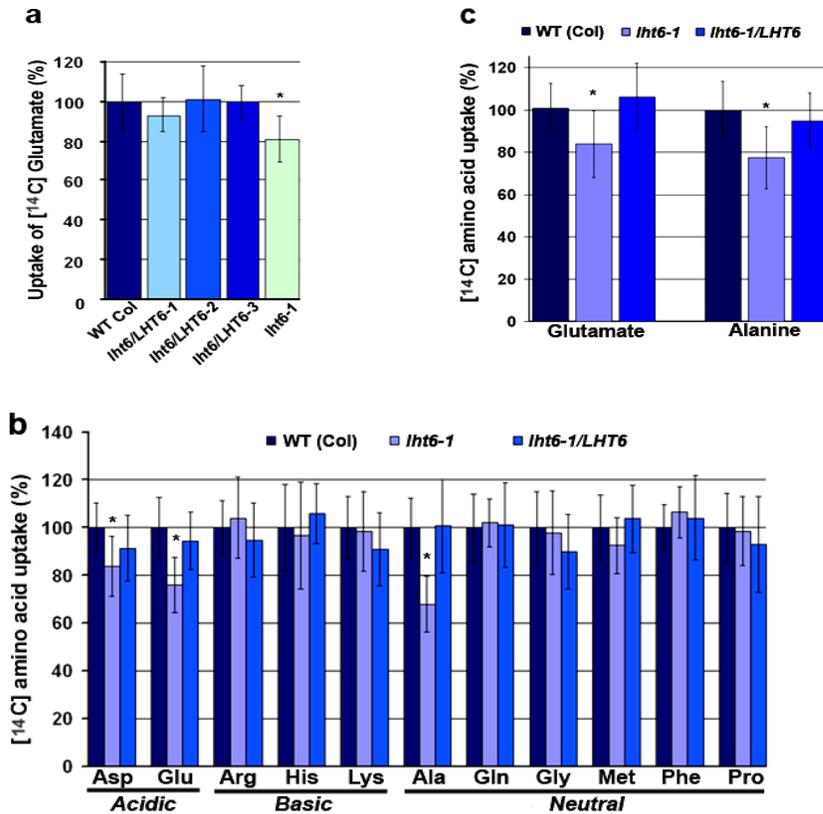 a
Uptake of [14C] Glutamate (%)
120
100
80
60
40
20
0
*
WT Col
lht6/LHT6-1
lht6/LHT6-2
lht6/LHT6-3
lht6-1
c
WT (Col)
lht6-1
lht6-1/LHT6
[14C] amino acid uptake (%)
120
100
80
60
40
20
0
*
*
Glutamate
Alanine
b
WT (Col)
lht6-1
lht6-1/LHT6
[14C] amino acid uptake (%)
140
120
100
80
60
40
20
0
*
*
*
Asp Glu Arg His Lys Ala Gln Gly Met Phe Pro
Acidic Basic Neutral